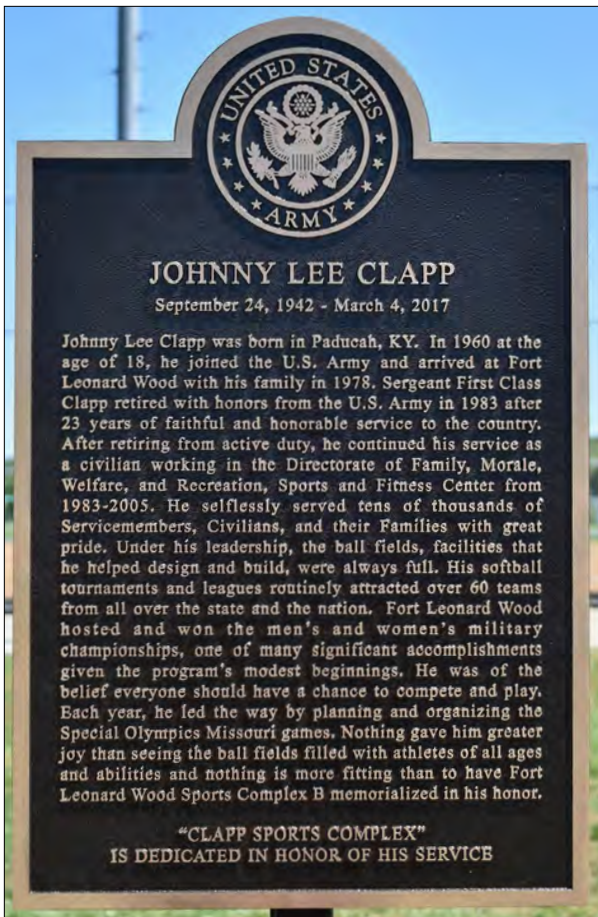 UNITED STATES
ARMY
JOHNNY LEE CLAPP
September 24, 1942 - March 4, 2017
Johnny Lee Clapp was born in Paducah, KY. In 1960 at the
age of 18, he joined the U.S. Army and arrived at Fort
Leonard Wood with his family in 1978. Sergeant First Class
Clapp retired with honors from the U.S. Army in 1983 after
23 years of faithful and honorable service to the country.
After retiring from active duty, he continued his service as
a civilian working in the Directorate of Family, Morale,
Welfare, and Recreation, Sports and Fitness Center from
1983-2005. He selflessly served tens of thousands of
Servicemembers, Civilians, and their Families with great
pride. Under his leadership, the ball fields, facilities that
he helped design and build, were always full. His softball
tournaments and leagues routinely attracted over 60 teams
from all over the state and the nation. Fort Leonard Wood
hosted and won the men's and women's military
championships, one of many significant accomplishments
given the program's modest beginnings. He was of the
belief everyone should have a chance to compete and play.
Each year, he led the way by planning and organizing the
Special Olympics Missouri games. Nothing gave him greater
joy than seeing the ball fields filled with athletes of all ages
and abilities and nothing is more fitting than to have Fort
Leonard Wood Sports Complex B memorialized in his honor.
"CLAPP SPORTS COMPLEX"
IS DEDICATED IN HONOR OF HIS SERVICE